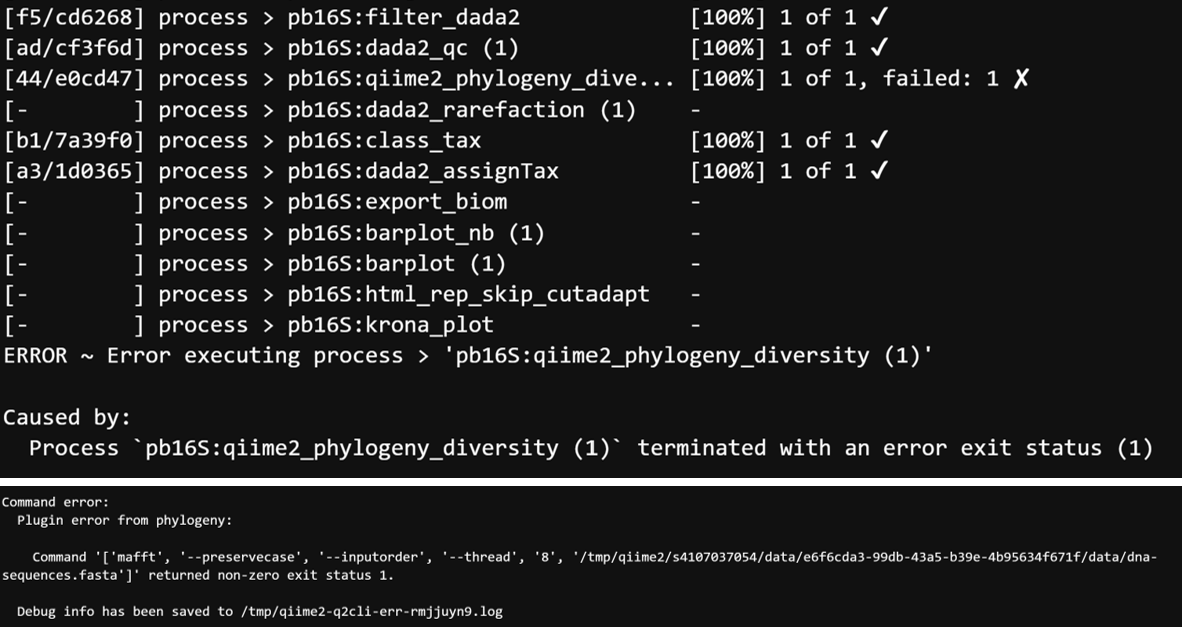 [f5/cd6268] process > pb16S:filter_dada2 [100%] 1 of 1 ✔
[ad/cf3f6d] process > pb16S:dada2_qc (1) [100%] 1 of 1 ✔
[44/e0cd47] process > pb16S:qiime2_phylogeny_dive... [100%] 1 of 1, failed: 1 ✘
[-        ] process > pb16S:dada2_rarefaction (1) -
[b1/7a39f0] process > pb16S:class_tax [100%] 1 of 1 ✔
[a3/1d0365] process > pb16S:dada2_assignTax [100%] 1 of 1 ✔
[-        ] process > pb16S:export_biom -
[-        ] process > pb16S:barplot_nb (1) -
[-        ] process > pb16S:barplot (1) -
[-        ] process > pb16S:html_rep_skip_cutadapt -
[-        ] process > pb16S:krona_plot -
ERROR ~ Error executing process > 'pb16S:qiime2_phylogeny_diversity (1)'
Caused by:
Process `pb16S:qiime2_phylogeny_diversity (1)` terminated with an error exit status (1)
Command error:
Plugin error from phylogeny:
Command '['mafft', '--preservecase', '--inputorder', '--thread', '8', '/tmp/qiime2/s4107037054/data/e6f6cda3-99db-43a5-b39e-4b95634f671f/data/dna-
sequences.fasta']' returned non-zero exit status 1.
Debug info has been saved to /tmp/qiime2-q2cli-err-rmjjuyn9.log